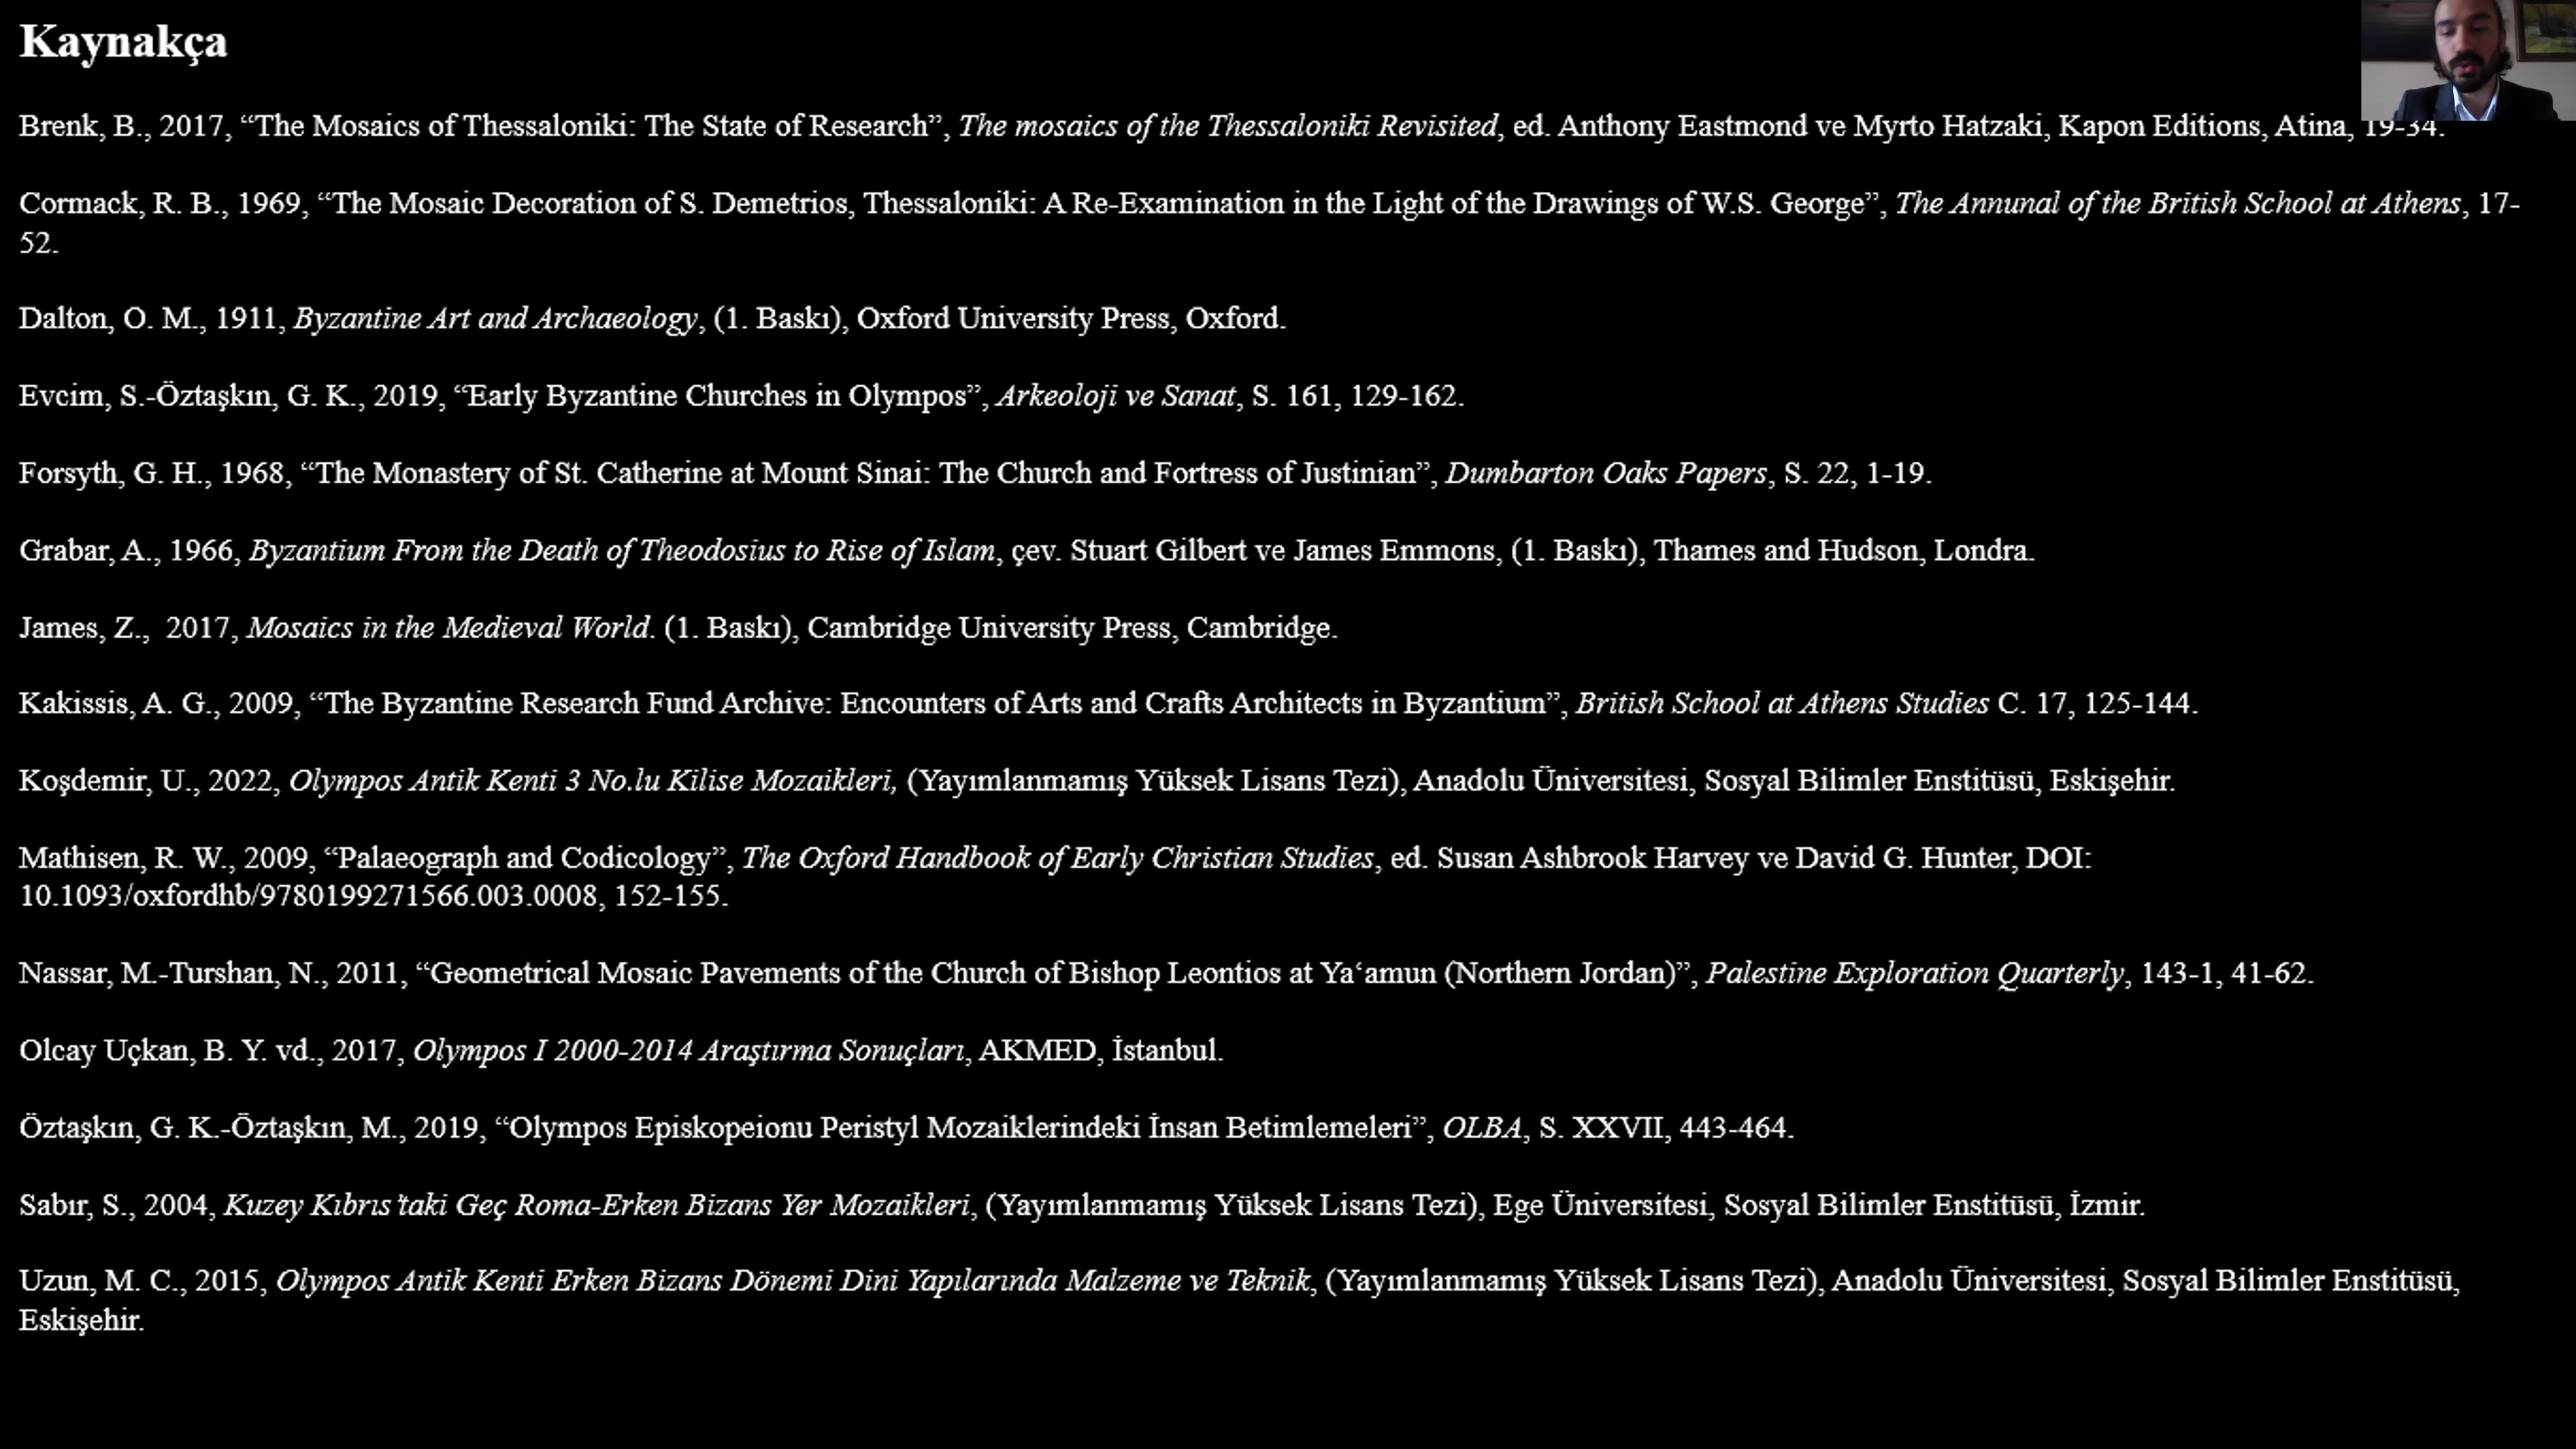 Kaynakça
Brenk, B., 2017, “The Mosaics of Thessaloniki: The State of Research”, The mosaics of the Thessaloniki Revisited, ed. Anthony Eastmond ve Myrto Hatzaki, Kapon Editions, Atina, 19-34.
Cormack, R. B., 1969, “The Mosaic Decoration of S. Demetrios, Thessaloniki: A Re-Examination in the Light of the Drawings of W.S. George”, The Annunal of the British School at Athens, 17-
52.
Dalton, O. M., 1911, Byzantine Art and Archaeology, (1. Baskı), Oxford University Press, Oxford.
Evcim, S.-Öztaşkın, G. K., 2019, “Early Byzantine Churches in Olympos”, Arkeoloji ve Sanat, S. 161, 129-162.
Forsyth, G. H., 1968, “The Monastery of St. Catherine at Mount Sinai: The Church and Fortress of Justinian”, Dumbarton Oaks Papers, S. 22, 1-19.
Grabar, A., 1966, Byzantium From the Death of Theodosius to Rise of Islam, çev. Stuart Gilbert ve James Emmons, (1. Baskı), Thames and Hudson, Londra.
James, Z.,  2017, Mosaics in the Medieval World. (1. Baskı), Cambridge University Press, Cambridge.
Kakissis, A. G., 2009, “The Byzantine Research Fund Archive: Encounters of Arts and Crafts Architects in Byzantium”, British School at Athens Studies C. 17, 125-144.
Koşdemir, U., 2022, Olympos Antik Kenti 3 No.lu Kilise Mozaikleri, (Yayımlanmamış Yüksek Lisans Tezi), Anadolu Üniversitesi, Sosyal Bilimler Enstitüsü, Eskişehir.
Mathisen, R. W., 2009, “Palaeograph and Codicology”, The Oxford Handbook of Early Christian Studies, ed. Susan Ashbrook Harvey ve David G. Hunter, DOI:
10.1093/oxfordhb/9780199271566.003.0008, 152-155.
Nassar, M.-Turshan, N., 2011, “Geometrical Mosaic Pavements of the Church of Bishop Leontios at Ya‘amun (Northern Jordan)”, Palestine Exploration Quarterly, 143-1, 41-62.
Olcay Uçkan, B. Y. vd., 2017, Olympos I 2000-2014 Araştırma Sonuçları, AKMED, İstanbul.
Öztaşkın, G. K.-Öztaşkın, M., 2019, “Olympos Episkopeionu Peristyl Mozaiklerindeki İnsan Betimlemeleri”, OLBA, S. XXVII, 443-464.
Sabır, S., 2004, Kuzey Kıbrıs’taki Geç Roma-Erken Bizans Yer Mozaikleri, (Yayımlanmamış Yüksek Lisans Tezi), Ege Üniversitesi, Sosyal Bilimler Enstitüsü, İzmir.
Uzun, M. C., 2015, Olympos Antik Kenti Erken Bizans Dönemi Dini Yapılarında Malzeme ve Teknik, (Yayımlanmamış Yüksek Lisans Tezi), Anadolu Üniversitesi, Sosyal Bilimler Enstitüsü,
Eskişehir.